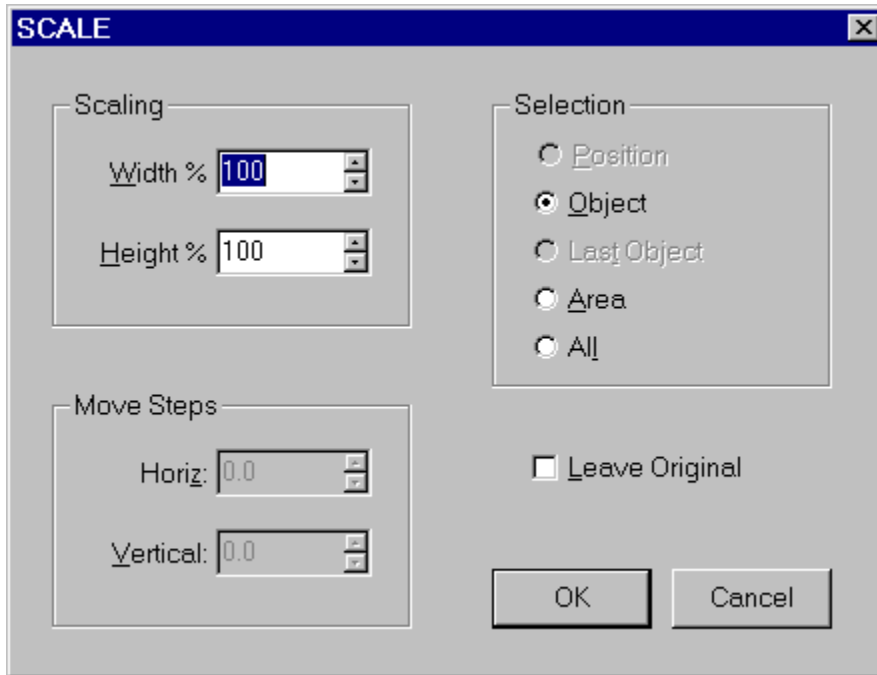 SCALE
Scaling
Width % 100
Height % 100
Move Steps
Horiz: 0.0
Vertical: 0.0
Selection
Position
Object
Last Object
Area
All
Leave Original
OK
Cancel